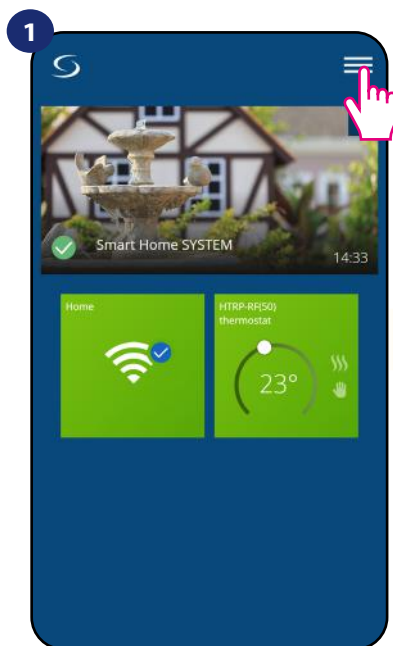 1
Smart Home SYSTEM
14:33
Home
HTRP-RF(50)
thermostat
23°